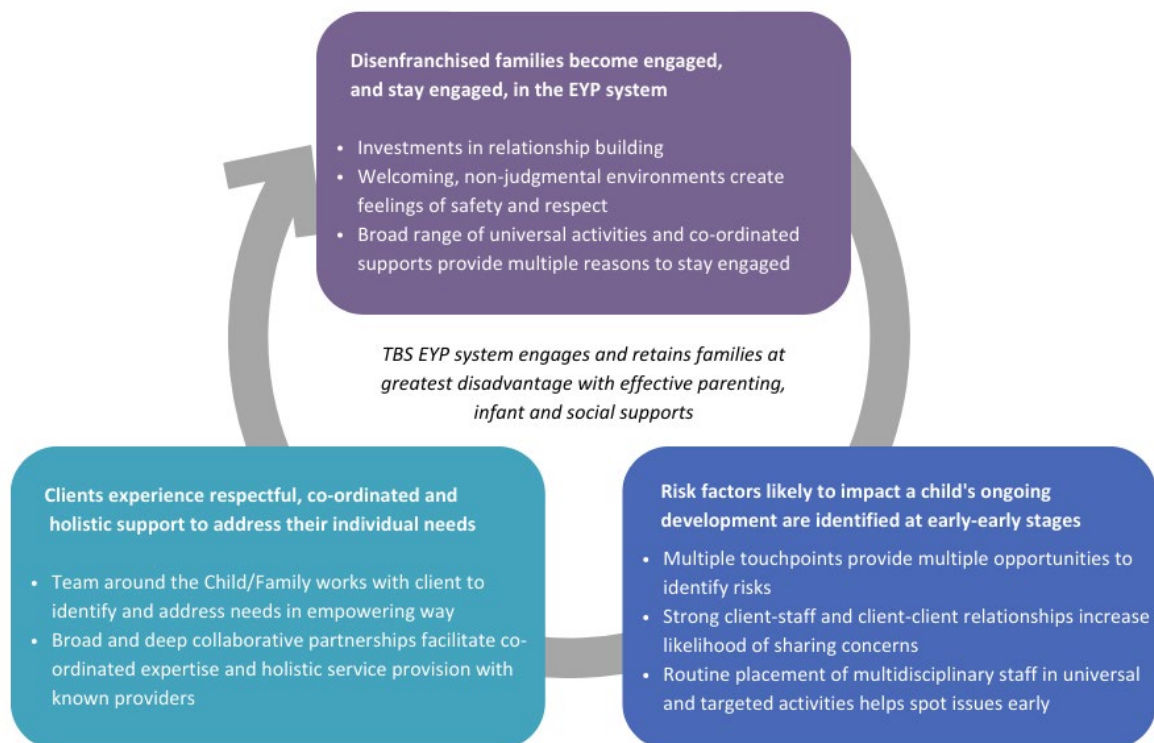 Disenfranchised families become engaged,
and stay engaged, in the EYP system
• Investments in relationship building
• Welcoming, non-judgmental environments create
feelings of safety and respect
• Broad range of universal activities and co-ordinated
supports provide multiple reasons to stay engaged
TBS EYP system engages and retains families at
greatest disadvantage with effective parenting,
infant and social supports
Clients experience respectful, co-ordinated and
holistic support to address their individual needs
• Team around the Child/Family works with client to
identify and address needs in empowering way
• Broad and deep collaborative partnerships facilitate co-
ordinated expertise and holistic service provision with
known providers
Risk factors likely to impact a child's ongoing
development are identified at early-early stages
• Multiple touchpoints provide multiple opportunities to
identify risks
• Strong client-staff and client-client relationships increase
likelihood of sharing concerns
• Routine placement of multidisciplinary staff in universal
and targeted activities helps spot issues early